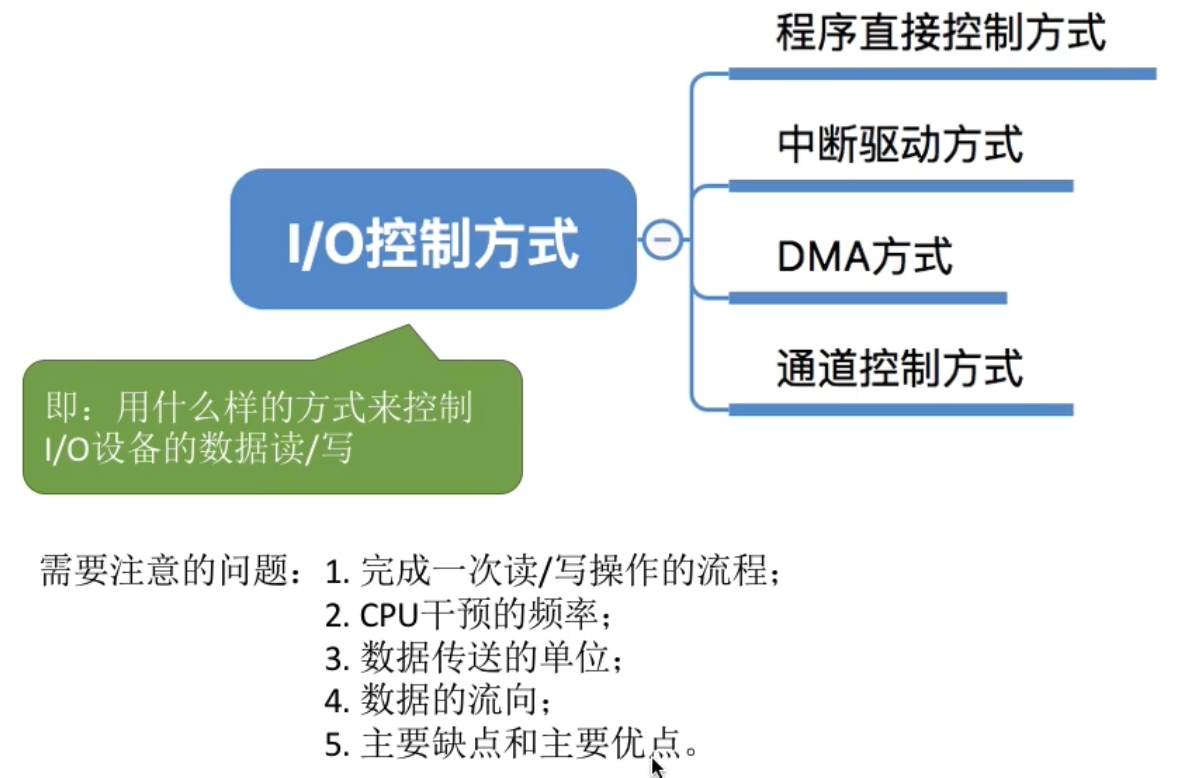 程序直接控制方式
中断驱动方式
I/O控制方式
DMA方式
通道控制方式
即：用什么样的方式来控制
I/O设备的数据读/写
需要注意的问题：1. 完成一次读/写操作的流程；
2. CPU干预的频率；
3. 数据传送的单位；
4. 数据的流向；
5. 主要缺点和主要优点。